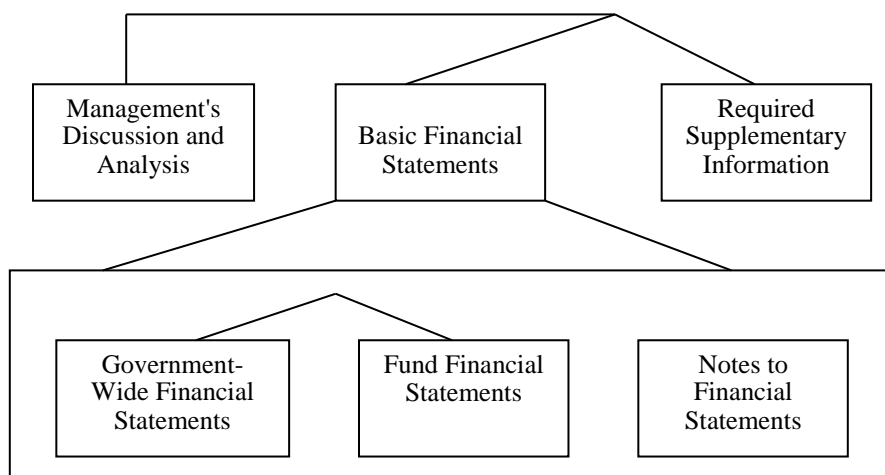 Management's
Discussion and
Analysis
Basic Financial
Statements
Required
Supplementary
Information
Government-
Wide Financial
Statements
Fund Financial
Statements
Notes to
Financial
Statements